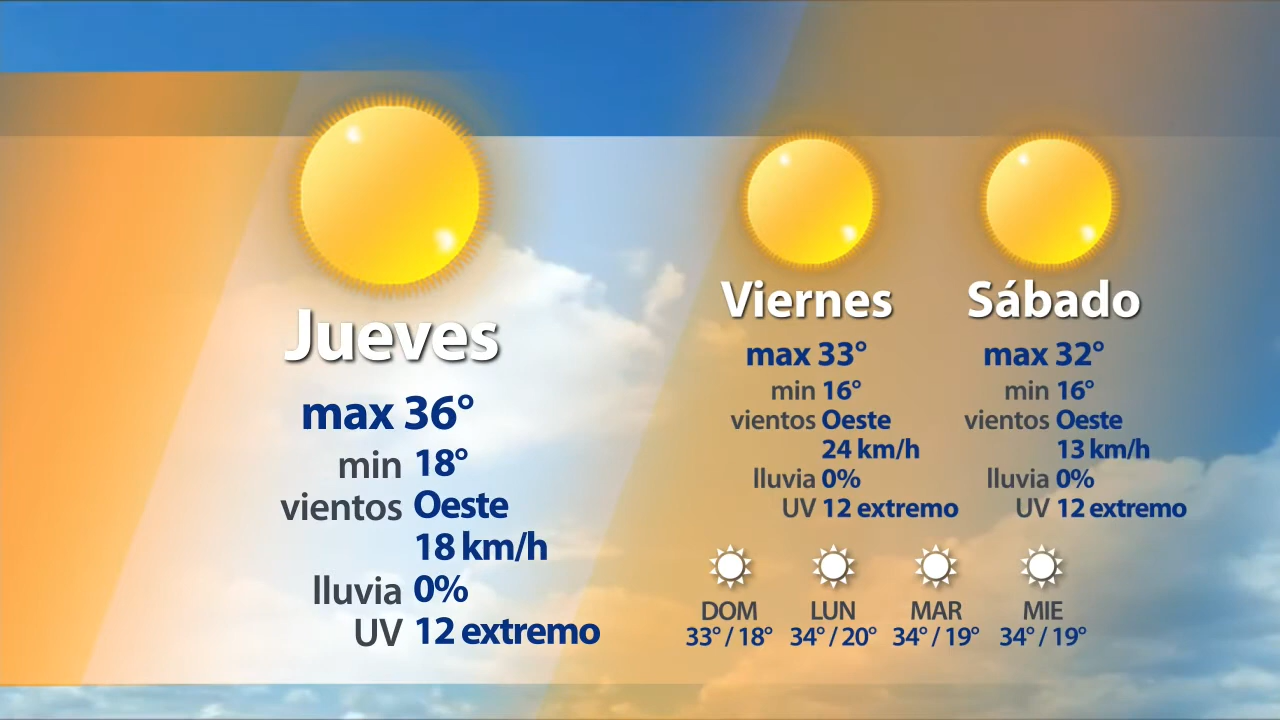 Jueves
max 36°
min 18°
vientos Oeste
18 km/h
lluvia 0%
UV 12 extremo
Viernes
max 33°
min 16°
vientos Oeste
24 km/h
lluvia 0%
UV 12 extremo
Sábado
max 32°
min 16°
vientos Oeste
13 km/h
lluvia 0%
UV 12 extremo
DOM
33° / 18°
LUN
34° / 20°
MAR
34° / 19°
MIE
34° / 19°